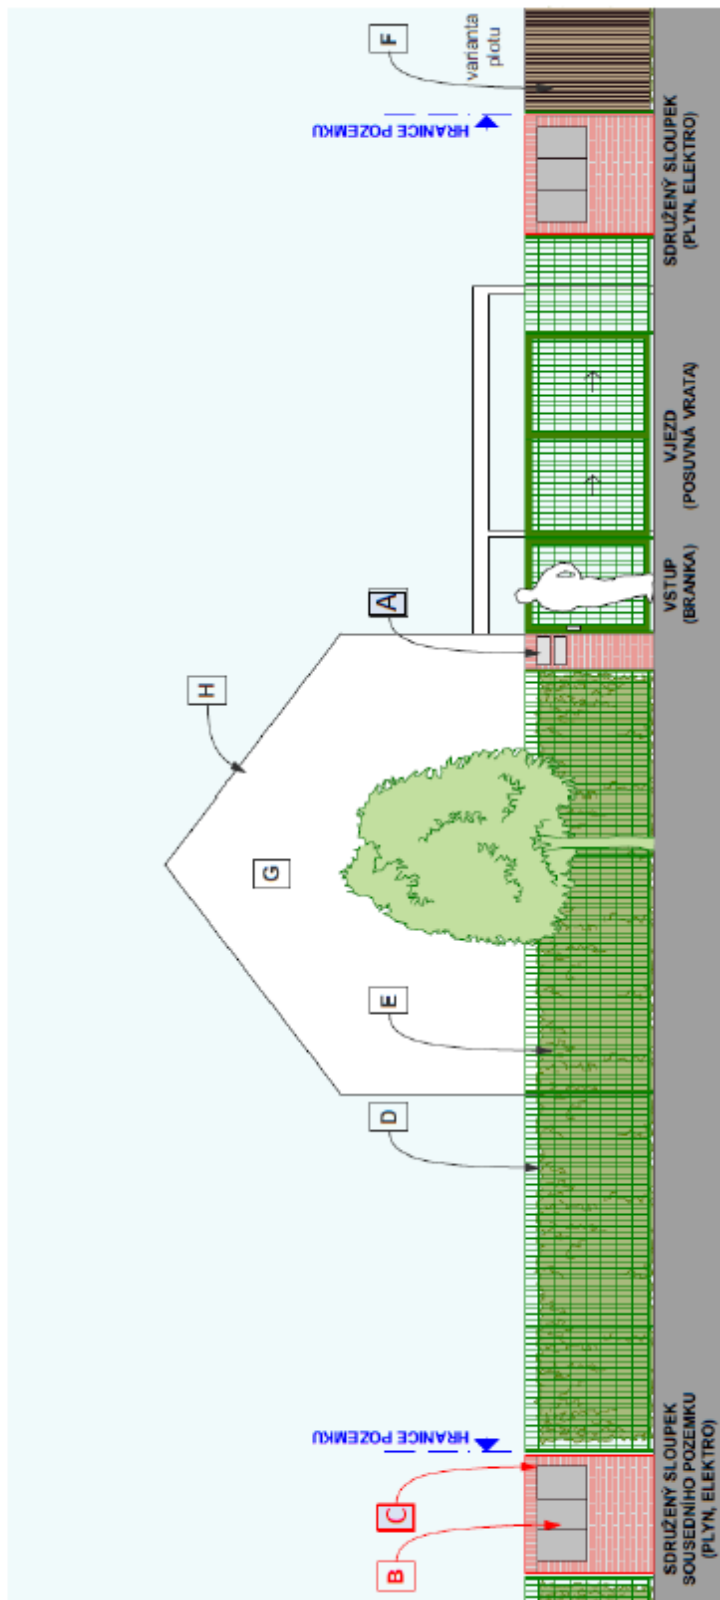 HRANICE POZEMKU
HRANICE POZEMKU
varianta
plotu
H
G
B
C
D
E
A
F
SDRUŽENÝ SLOUPEK
SOUSEDNÍHO POZEMKU
(PLYN, ELEKTRO)
VSTUP
(BRANKA)
VJEZD
(POSUVNÁ VRATA)
SDRUŽENÝ SLOUPEK
(PLYN, ELEKTRO)